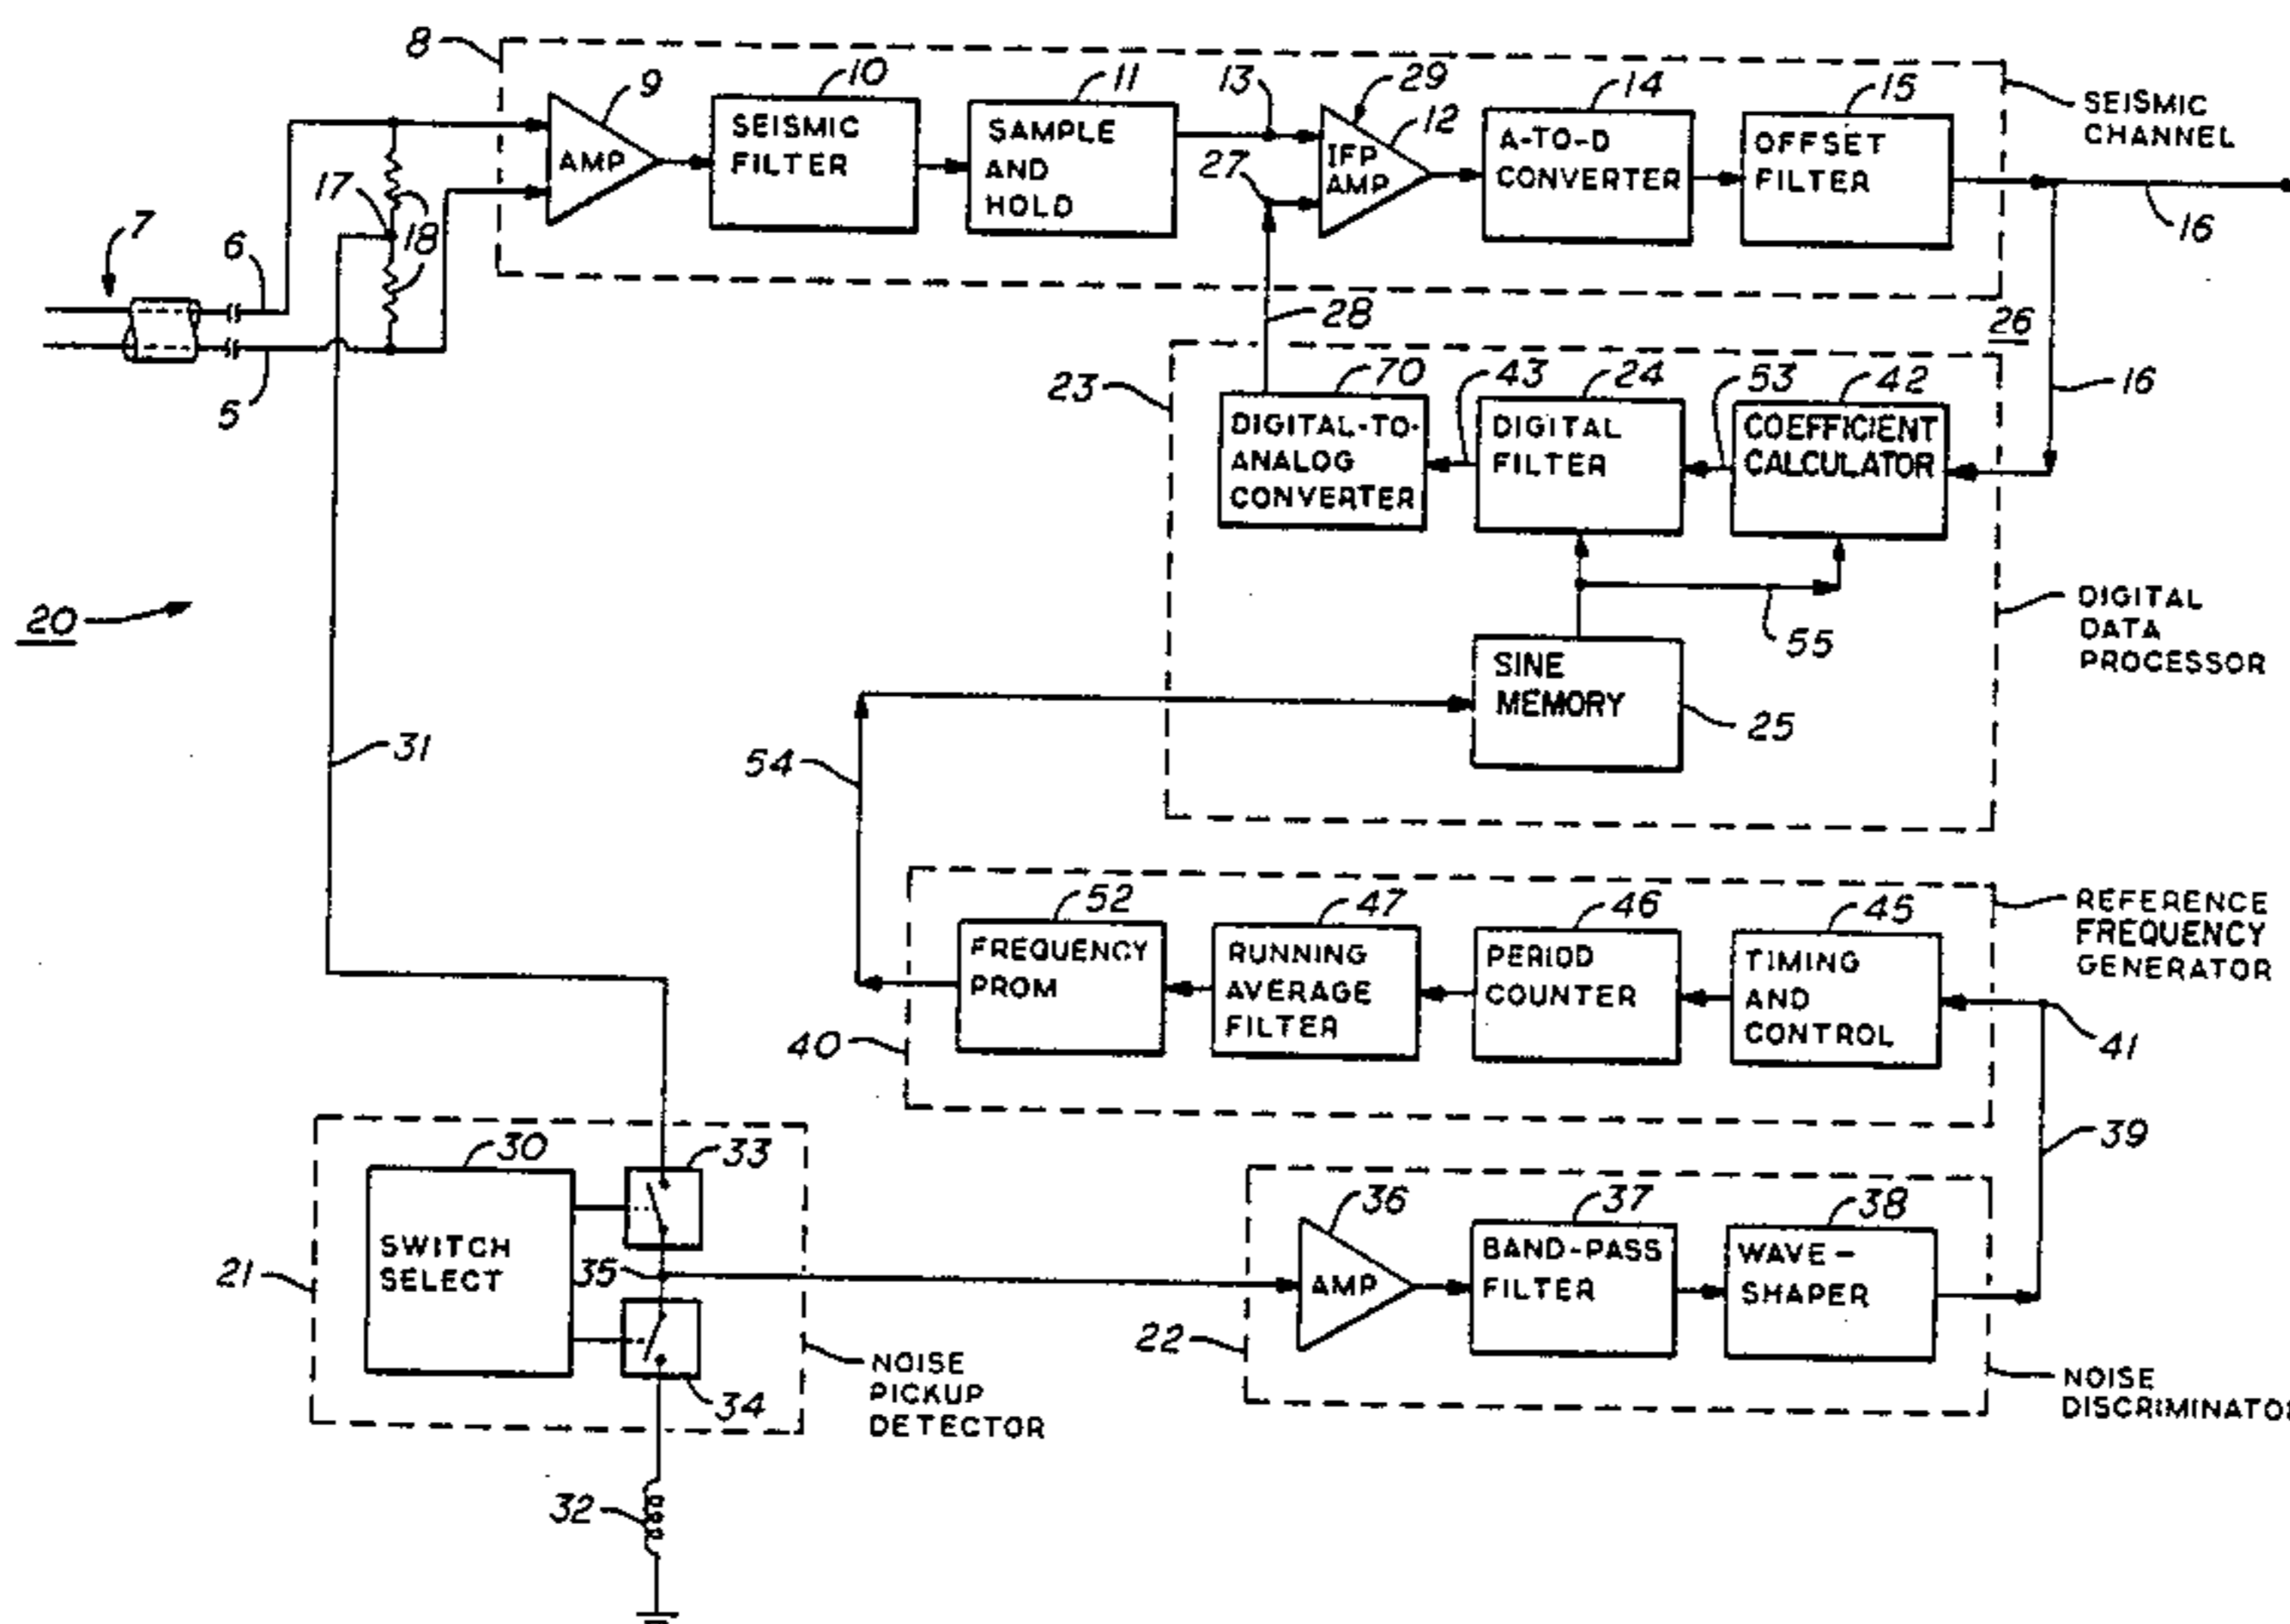 8
9
AMP
10
SEISMIC
FILTER
11
SAMPLE
AND
HOLD
13
27
29
12
IFP
AMP
14
A-TO-D
CONVERTER
15
OFFSET
FILTER
SEISMIC
CHANNEL
16
7
6
5
17
18
28
26
16
23
70
DIGITAL-TO-
ANALOG
CONVERTER
43
24
DIGITAL
FILTER
53
42
COEFFICIENT
CALCULATOR
20
55
DIGITAL
DATA
PROCESSOR
SINE
MEMORY
25
31
54
40
52
FREQUENCY
PROM
47
RUNNING
AVERAGE
FILTER
46
PERIOD
COUNTER
45
TIMING
AND
CONTROL
REFERENCE
FREQUENCY
GENERATOR
41
39
21
30
SWITCH
SELECT
33
35
34
NOISE
PICKUP
DETECTOR
32
22
36
AMP
37
BAND-PASS
FILTER
38
WAVE-
SHAPER
NOISE
DISCRIMINATO